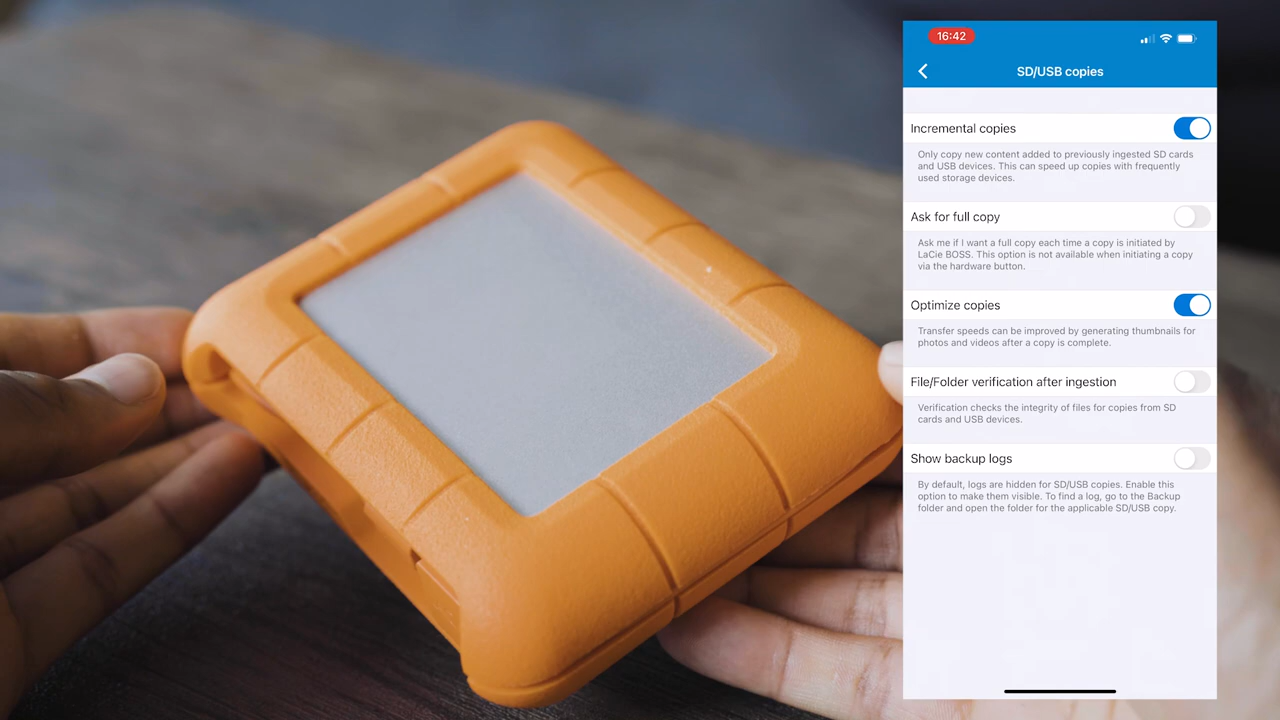 16:42
SD/USB copies
Incremental copies
Only copy new content added to previously ingested SD cards
and USB devices. This can speed up copies with frequently
used storage devices.
Ask for full copy
Ask me if I want a full copy each time a copy is initiated by
LaCie BOSS. This option is not available when initiating a copy
via the hardware button.
Optimize copies
Transfer speeds can be improved by generating thumbnails for
photos and videos after a copy is complete.
File/Folder verification after ingestion
Verification checks the integrity of files for copies from SD
cards and USB devices.
Show backup logs
By default, logs are hidden for SD/USB copies. Enable this
option to make them visible. To find a log, go to the Backup
folder and open the folder for the applicable SD/USB copy.